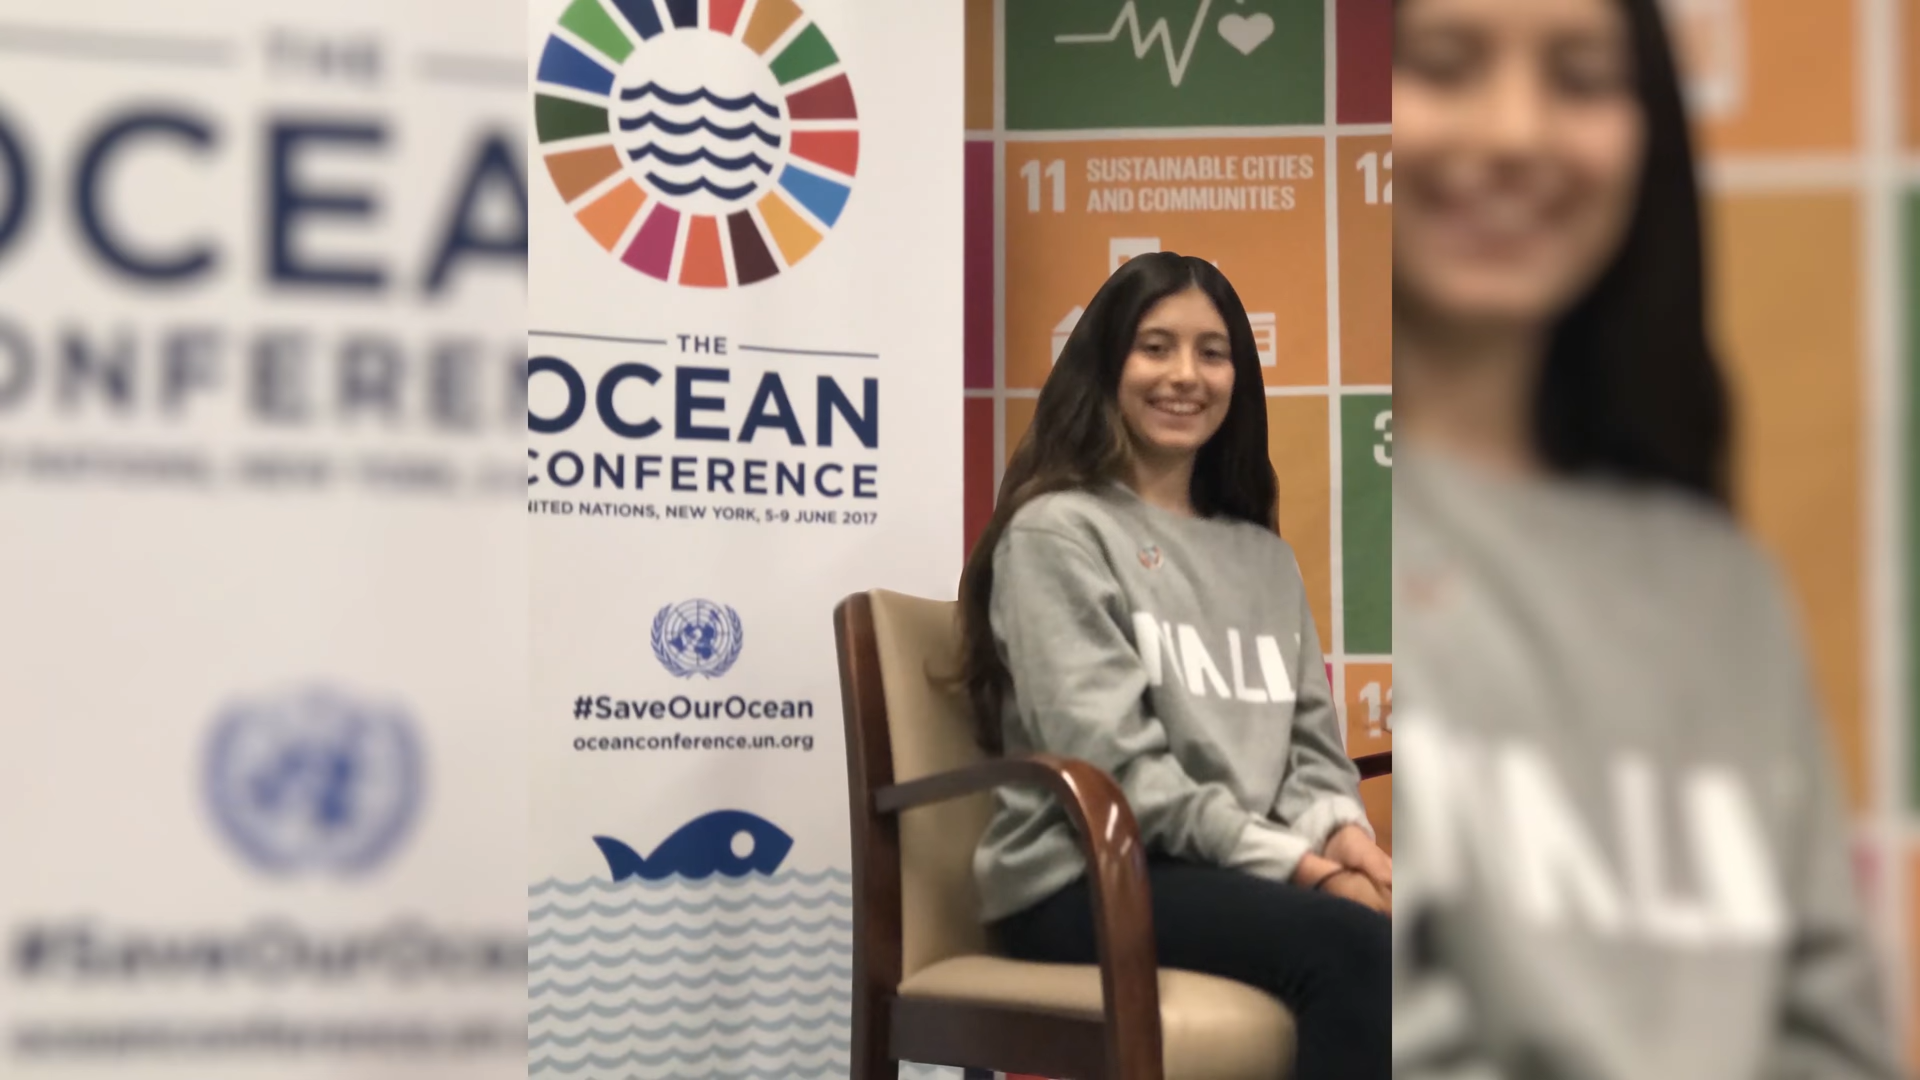 THE
OCEAN
CONFERENCE
UNITED NATIONS, NEW YORK, 5-9 JUNE 2017
#SaveOurOcean
oceanconference.un.org
11 SUSTAINABLE CITIES
AND COMMUNITIES
12